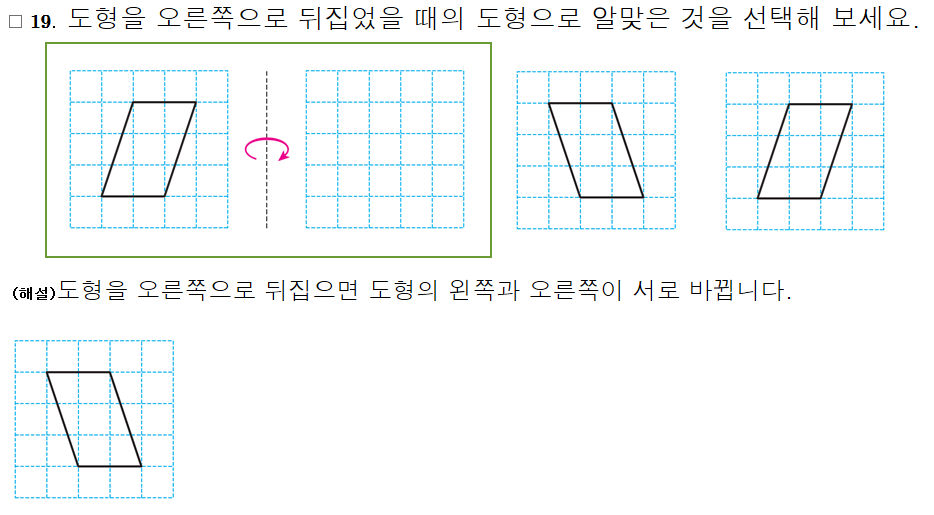 □ 19. 도형을 오른쪽으로 뒤집었을 때의 도형으로 알맞은 것을 선택해 보세요.
(해설)도형을 오른쪽으로 뒤집으면 도형의 왼쪽과 오른쪽이 서로 바뀝니다.